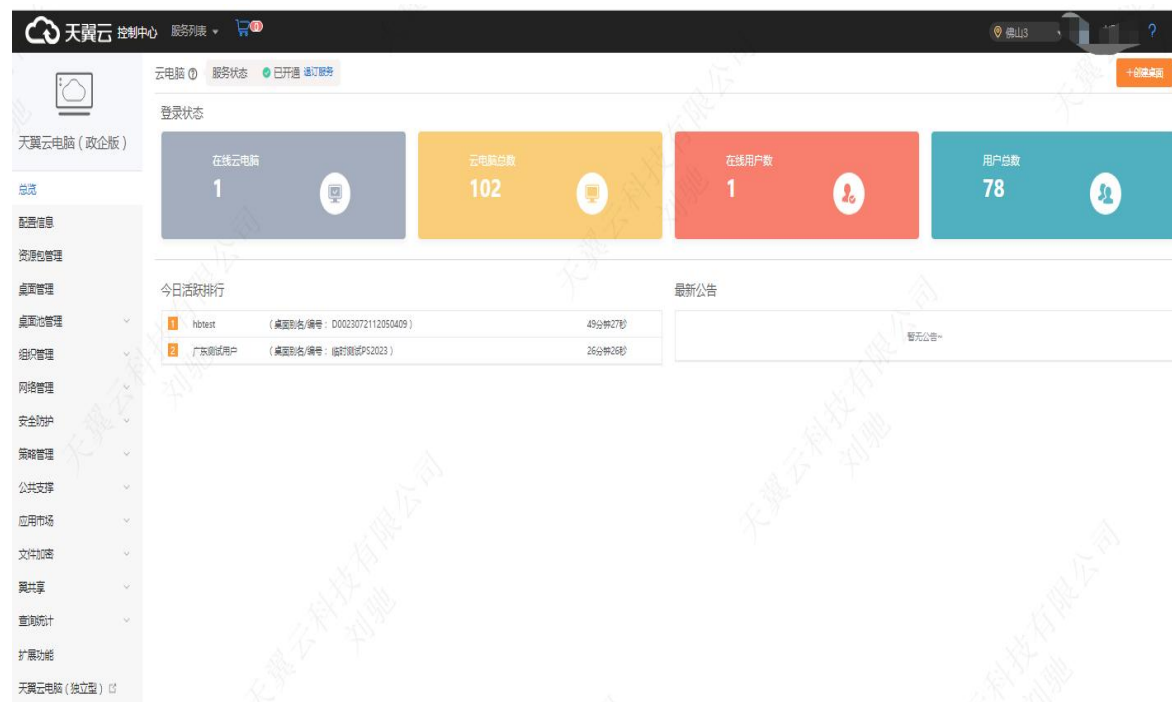 天翼云 控制中心 服务列表 0 佛山3 ?
云电脑 ? 服务状态 已开通 退订服务 +创建桌面
天翼云电脑（政企版）
登录状态
在线云电脑
1
云电脑总数
102
在线用户数
1
用户总数
78
总览
配置信息
资源包管理
桌面管理
桌面池管理
组织管理
网络管理
安全防护
策略管理
公共支撑
应用市场
文件加密
翼共享
查询统计
扩展功能
天翼云电脑（独立型）
今日活跃排行
1 hbtest （桌面别名/编号：D0023072112050409） 49分钟27秒
2 广东测试用户 （桌面别名/编号：临时测试PS2023） 26分钟26秒
最新公告
暂无公告~
天翼云科技有限公司
刘驰